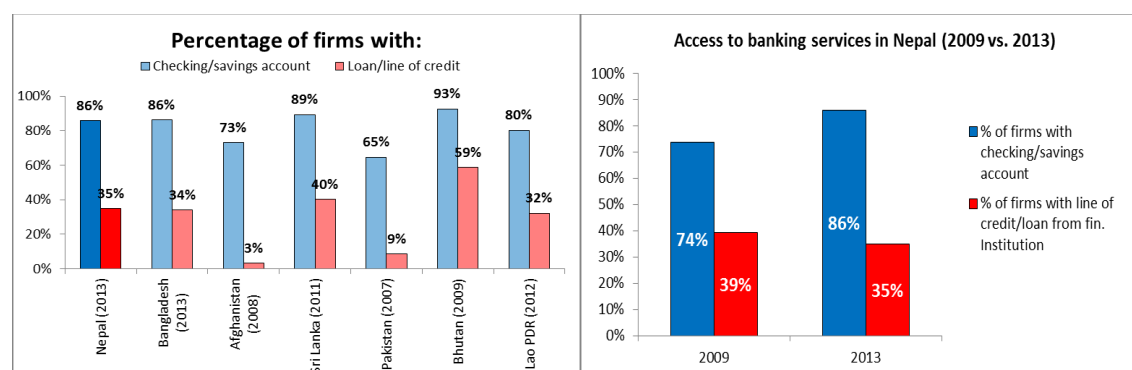 Percentage of firms with:
Checking/savings account Loan/line of credit
100%
80%
60%
40%
20%
0%
86%
35%
86%
34%
73%
3%
89%
40%
65%
9%
93%
59%
80%
32%
Nepal (2013)
Bangladesh
(2013)
Afghanistan
(2008)
Sri Lanka (2011)
Pakistan (2007)
Bhutan (2009)
Lao PDR (2012)
Access to banking services in Nepal (2009 vs. 2013)
100%
90%
80%
70%
60%
50%
40%
30%
20%
10%
0%
74%
39%
86%
35%
2009
2013
% of firms with
checking/savings
account
% of firms with line of
credit/loan from fin.
Institution